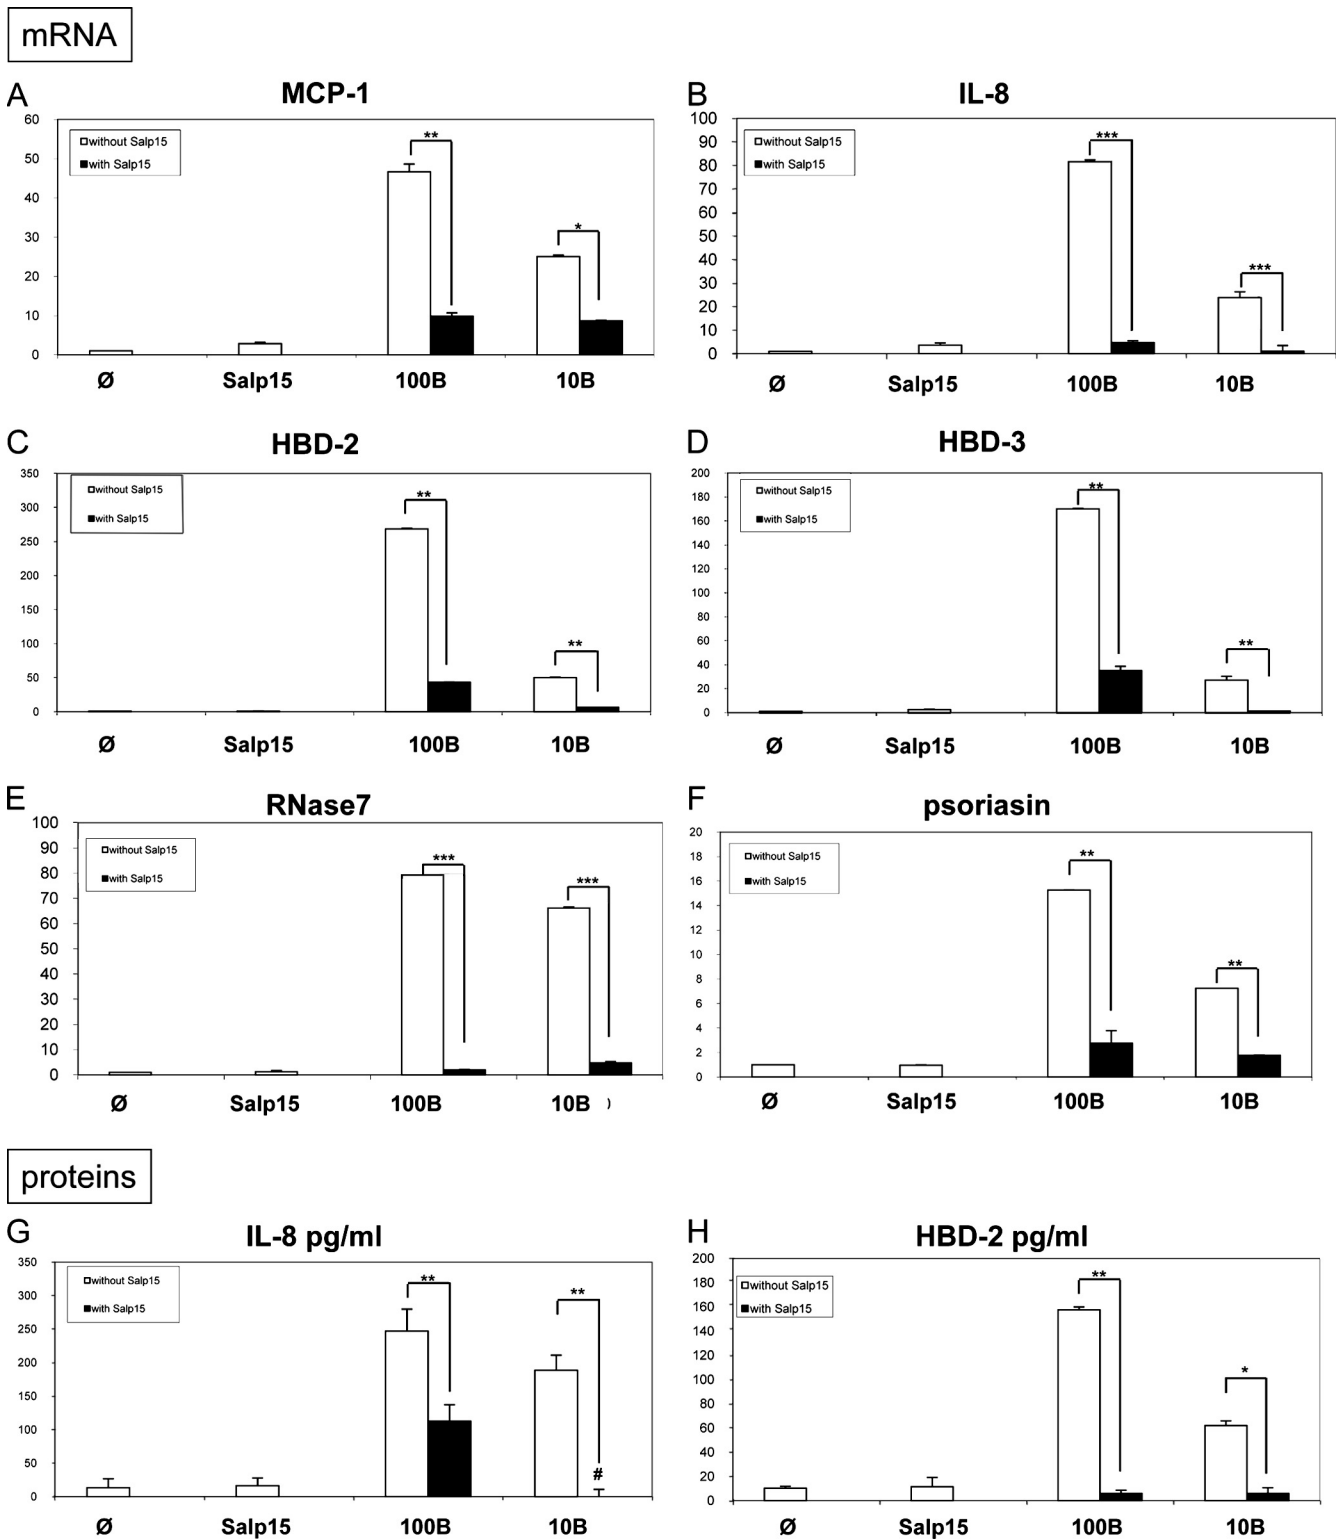 mRNA
A
MCP-1
60
50
40
30
20
10
0
without Salp15
with Salp15
**
*
Ø Salp15 100B 10B
B
IL-8
100
90
80
70
60
50
40
30
20
10
0
without Salp15
with Salp15
***
***
Ø Salp15 100B 10B
C
HBD-2
350
300
250
200
150
100
50
0
without Salp15
with Salp15
**
**
Ø Salp15 100B 10B
D
HBD-3
200
180
160
140
120
100
80
60
40
20
0
without Salp15
with Salp15
**
**
Ø Salp15 100B 10B
E
RNase7
100
90
80
70
60
50
40
30
20
10
0
without Salp15
with Salp15
***
***
Ø Salp15 100B 10B )
F
psoriasin
20
18
16
14
12
10
8
6
4
2
0
without Salp15
with Salp15
**
**
Ø Salp15 100B 10B
proteins
G
IL-8 pg/ml
350
300
250
200
150
100
50
0
without Salp15
with Salp15
**
**
#
Ø Salp15 100B 10B
H
HBD-2 pg/ml
200
180
160
140
120
100
80
60
40
20
0
without Salp15
with Salp15
**
*
Ø Salp15 100B 10B